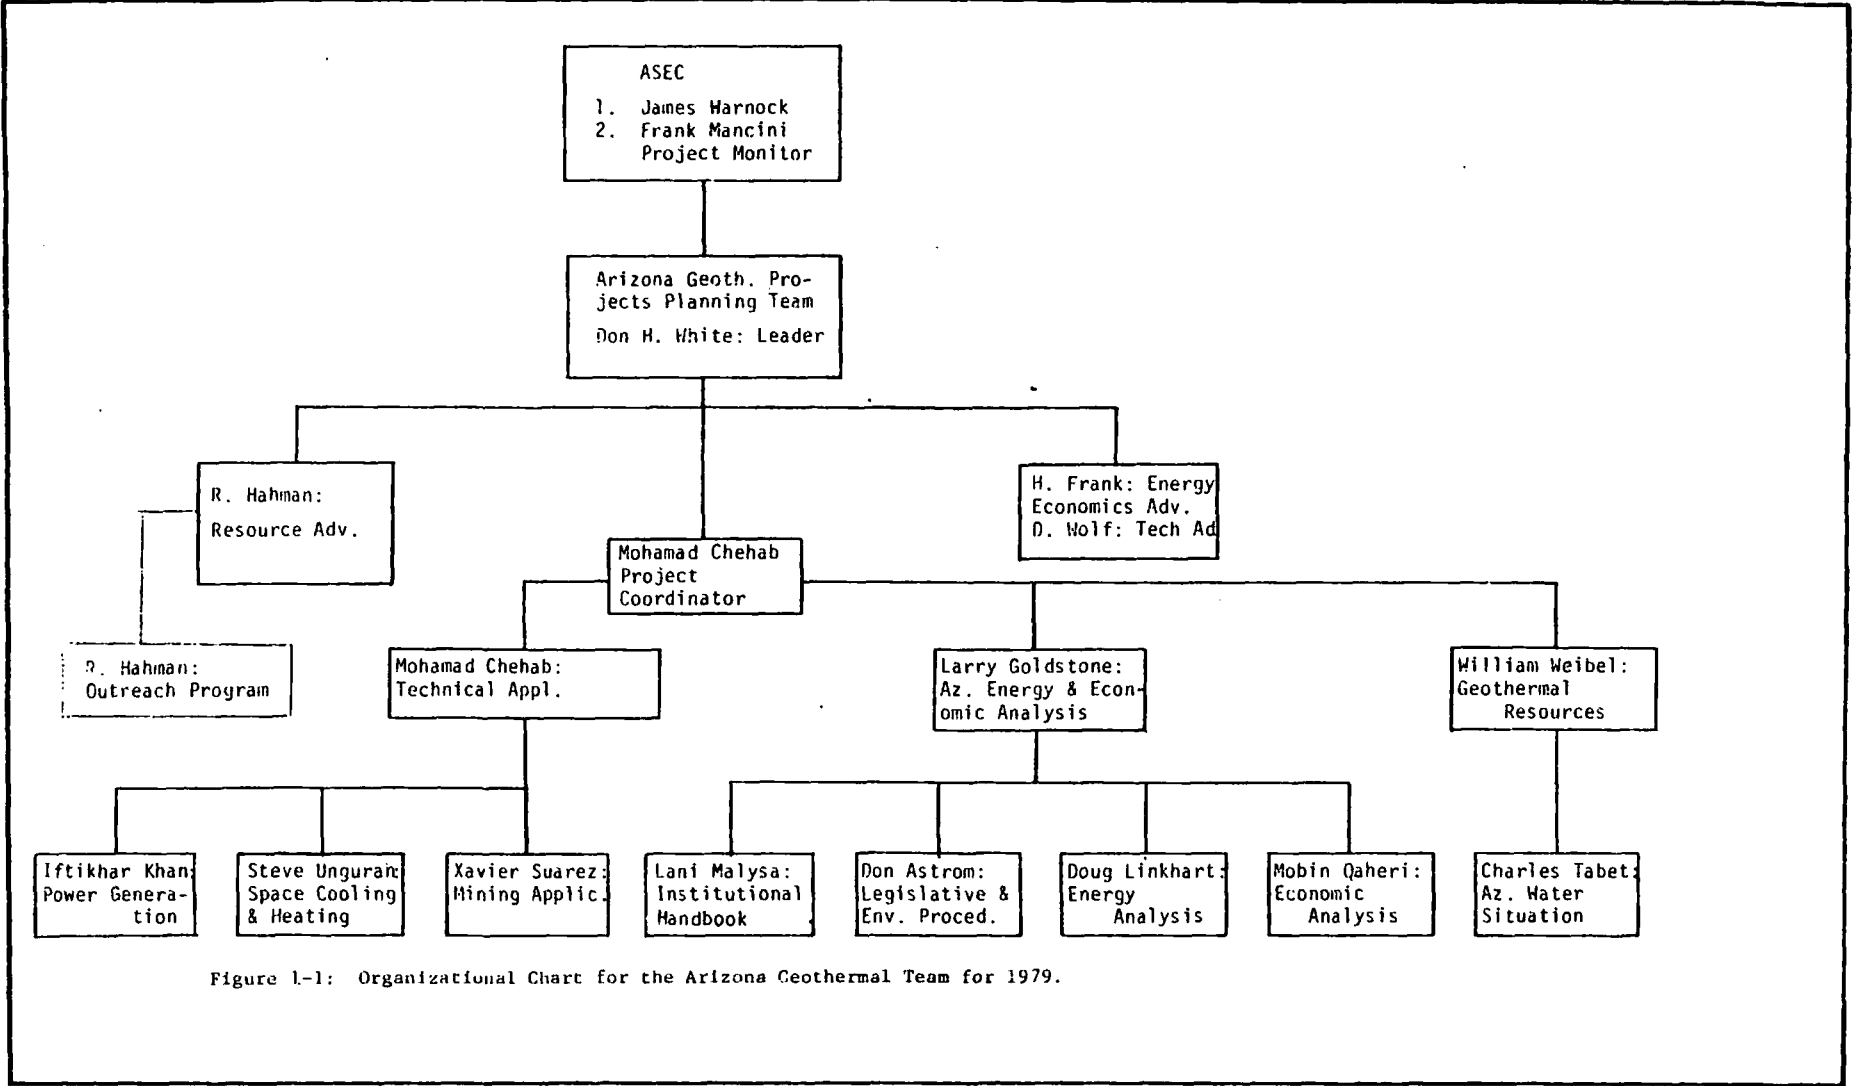 ASEC
1. James Warnock
2. Frank Mancini
Project Monitor
Arizona Geoth. Pro-
jects Planning Team
Don H. White: Leader
R. Hahman:
Resource Adv.
H. Frank: Energy
Economics Adv.
D. Wolf: Tech Ad
Mohamad Chehab
Project
Coordinator
R. Hahman:
Outreach Program
Mohamad Chehab:
Technical Appl.
Larry Goldstone:
Az. Energy & Econ-
omic Analysis
William Weibel:
Geothermal
Resources
Iftikhar Khan:
Power Genera-
tion
Steve Unguran:
Space Cooling
& Heating
Xavier Suarez:
Mining Applic.
Lani Malysa:
Institutional
Handbook
Don Astrom:
Legislative &
Env. Proced.
Doug Linkhart:
Energy
Analysis
Mobin Qaheri:
Economic
Analysis
Charles Tabet:
Az. Water
Situation
Figure 1-1: Organizational Chart for the Arizona Geothermal Team for 1979.